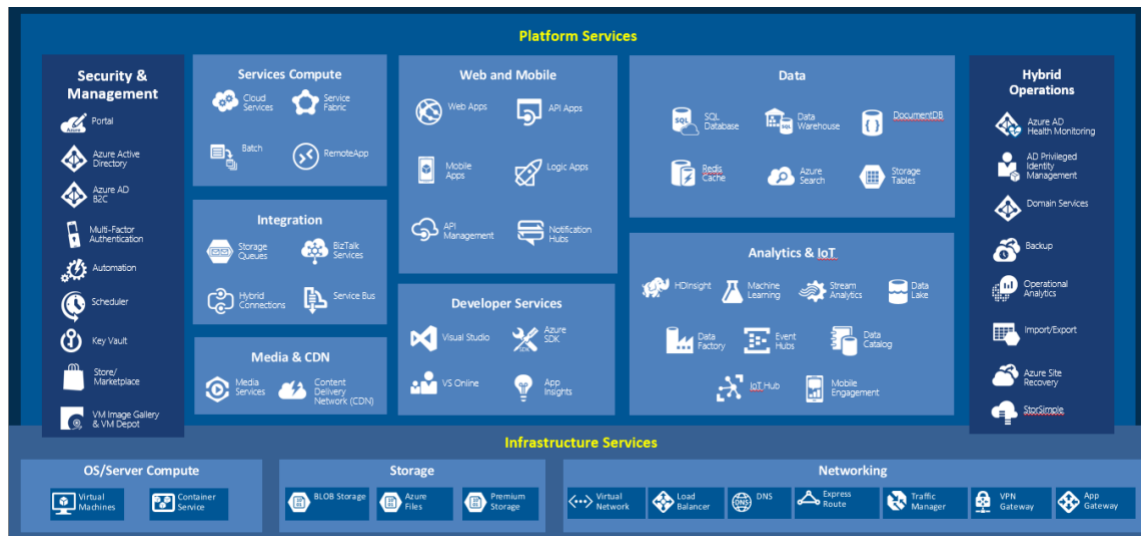 Platform Services
Security &
Management
Portal
Azure Active
Directory
Azure AD
B2C
Multi-Factor
Authentication
Automation
Scheduler
Key Vault
Store/
Marketplace
VM Image Gallery
& VM Depot
Services Compute
Cloud
Services
Service
Fabric
Batch
RemoteApp
Integration
Storage
Queues
BizTalk
Services
Hybrid
Connections
Service Bus
Media & CDN
Media
Services
Content
Delivery
Network (CDN)
Web and Mobile
Web Apps
API Apps
Mobile
Apps
Logic Apps
API
Management
Notification
Hubs
Developer Services
Visual Studio
Azure
SDK
VS Online
App
Insights
Data
SQL
SQL
Database
Data
Warehouse
DocumentDB
Redis
Cache
Azure
Search
Storage
Tables
Analytics & IoT
HDInsight
Machine
Learning
Stream
Analytics
Data
Lake
Data
Factory
Event
Hubs
Data
Catalog
IoT Hub
Mobile
Engagement
Hybrid
Operations
Azure AD
Health Monitoring
AD Privileged
Identity
Management
Domain Services
Backup
Operational
Analytics
Import/Export
Azure Site
Recovery
StorSimple
Infrastructure Services
OS/Server Compute
Virtual
Machines
Container
Service
Storage
BLOB Storage
Azure
Files
Premium
Storage
Networking
Virtual
Network
Load
Balancer
DNS
DNS
Express
Route
Traffic
Manager
VPN
Gateway
App
Gateway